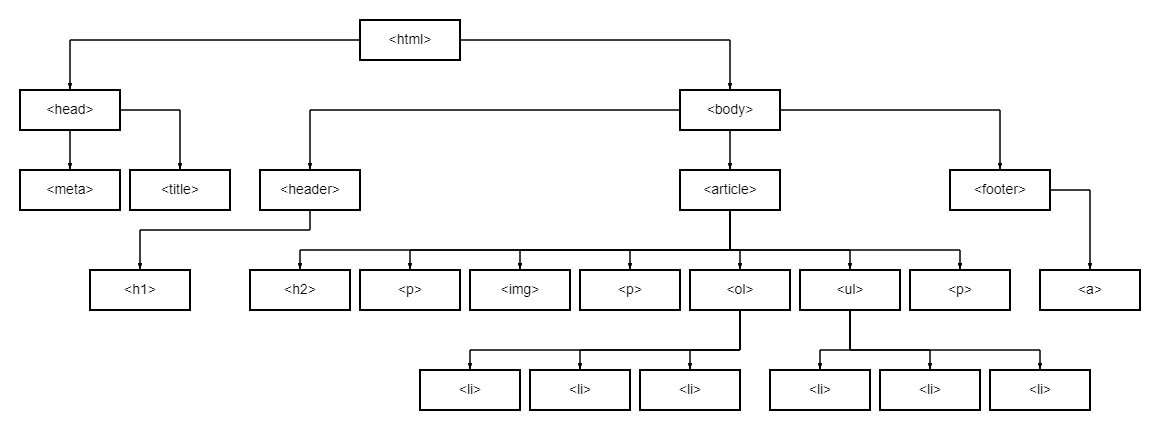 <html>
<head>
<body>
<meta>
<title>
<header>
<article>
<footer>
<h1>
<h2>
<p>
<img>
<p>
<ol>
<ul>
<p>
<a>
<li>
<li>
<li>
<li>
<li>
<li>